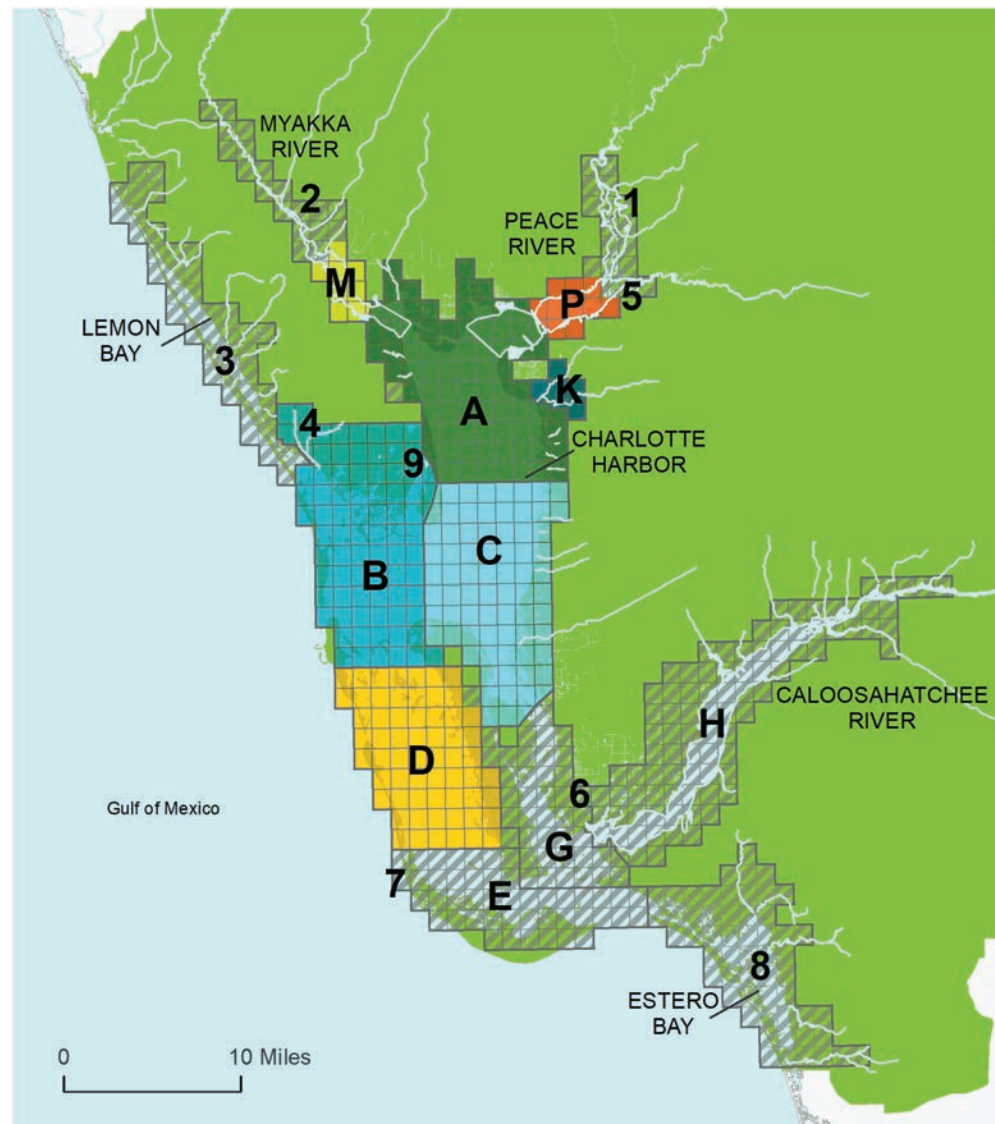 MYAKKA
RIVER
2
1
PEACE
RIVER
M
P
5
LEMON
BAY
3
K
A
4
CHARLOTTE
HARBOR
9
C
B
CALOOSAHATCHEE
RIVER
H
D
6
Gulf of Mexico
G
7
E
8
ESTERO
BAY
0 10 Miles